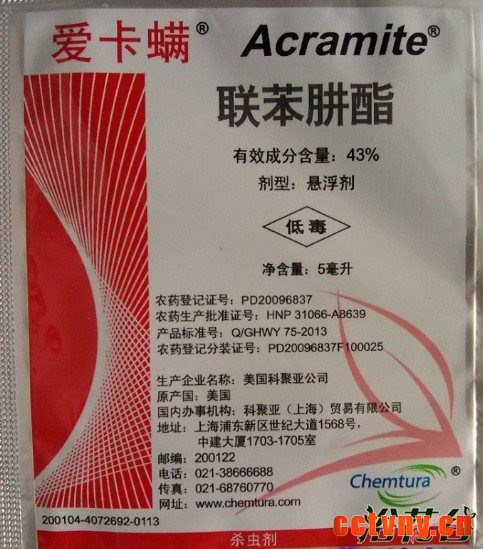 爱卡螨® Acramite®
联苯肼酯
有效成分含量：43%
剂型：悬浮剂
低毒
净含量：5毫升
农药登记证号：PD20096837
农药生产批准证号：HNP 31066-A8639
产品标准号：Q/GHWY 75-2013
农药登记分装证号：PD20096837F100025
生产企业名称：美国科聚亚公司
原产国：美国
国内办事机构：科聚亚（上海）贸易有限公司
地址：上海浦东新区世纪大道1568号，
中建大厦1703-1705室
邮编：200122
电话：021-38666688
传真：021-68760770
网址：www.chemtura.com
Chemtura®
200104-4072692-0113
杀虫剂